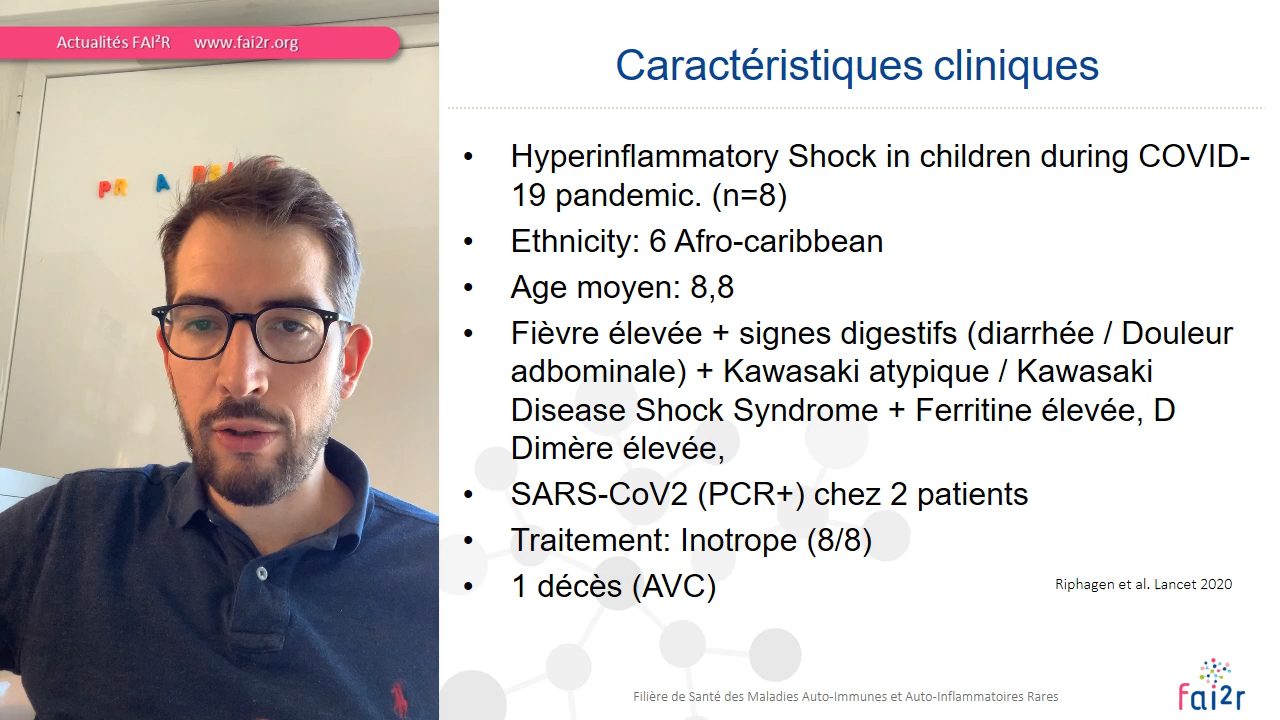 Actualités FAI²R www.fai2r.org
PR A
Caractéristiques cliniques
• Hyperinflammatory Shock in children during COVID-
19 pandemic. (n=8)
• Ethnicity: 6 Afro-caribbean
• Age moyen: 8,8
• Fièvre élevée + signes digestifs (diarrhée / Douleur
adbominale) + Kawasaki atypique / Kawasaki
Disease Shock Syndrome + Ferritine élevée, D
Dimère élevée,
• SARS-CoV2 (PCR+) chez 2 patients
• Traitement: Inotrope (8/8)
• 1 décès (AVC)
Riphagen et al. Lancet 2020
Filière de Santé des Maladies Auto-Immunes et Auto-Inflammatoires Rares
fai2r